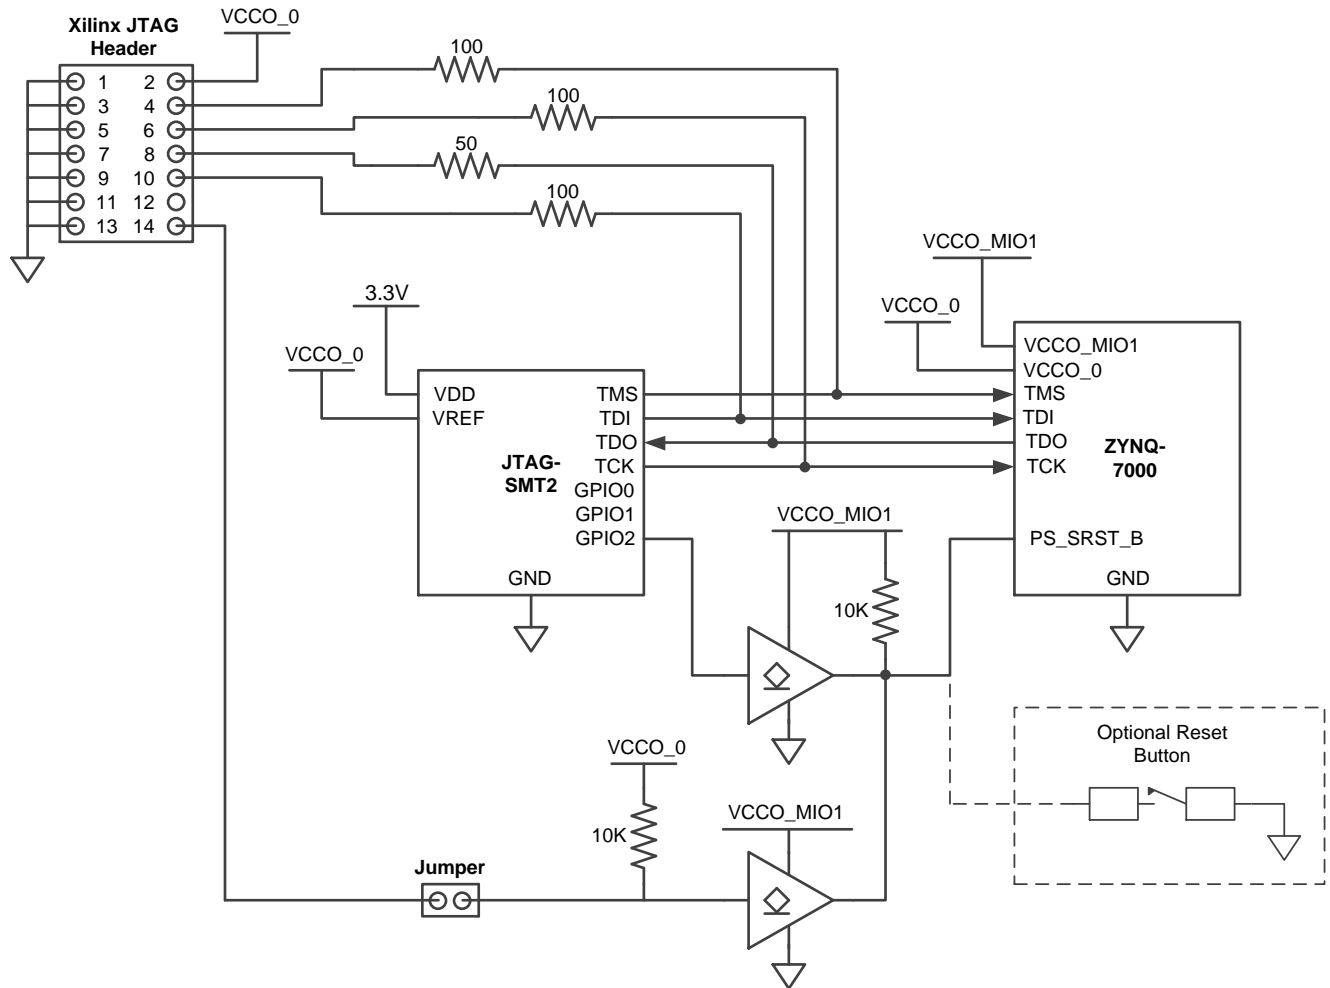 VCCO_0
Xilinx JTAG
Header
1 2
3 4
5 6
7 8
9 10
11 12
13 14
100
100
50
100
VCCO_MIO1
VCCO_0
3.3V
VCCO_0
VDD
VREF
TMS
TDI
TDO
TCK
GPIO0
GPIO1
GPIO2
JTAG-
SMT2
GND
VCCO_MIO1
VCCO_0
TMS
TDI
TDO
TCK
ZYNQ-
7000
PS_SRST_B
GND
VCCO_MIO1
10K
Optional Reset
Button
VCCO_0
10K
VCCO_MIO1
Jumper